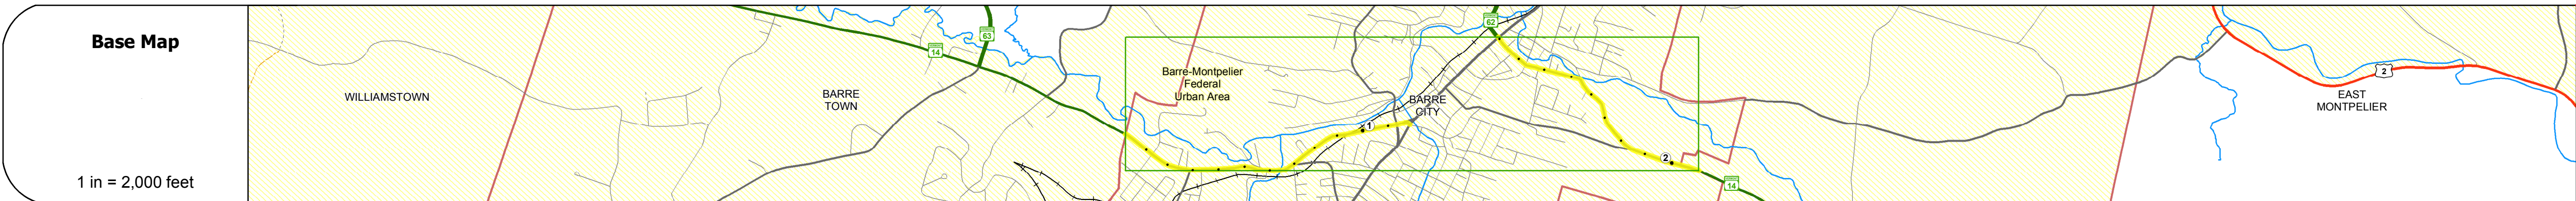 Base Map
1 in = 2,000 feet
WILLIAMSTOWN
BARRE
TOWN
14
63
Barre-Montpelier
Federal
Urban Area
1
BARRE
CITY
62
2
14
2
EAST
MONTPELIER